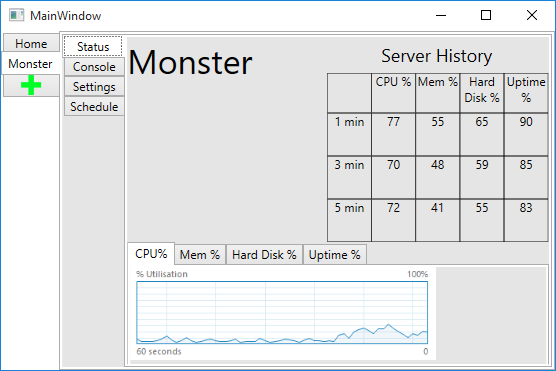 MainWindow
Home
Monster
Status
Console
Settings
Schedule
Monster
Server History
CPU % Mem % Hard Disk % Uptime %
1 min 77 55 65 90
3 min 70 48 59 85
5 min 72 41 55 83
CPU% Mem % Hard Disk % Uptime %
% Utilisation 100%
60 seconds 0